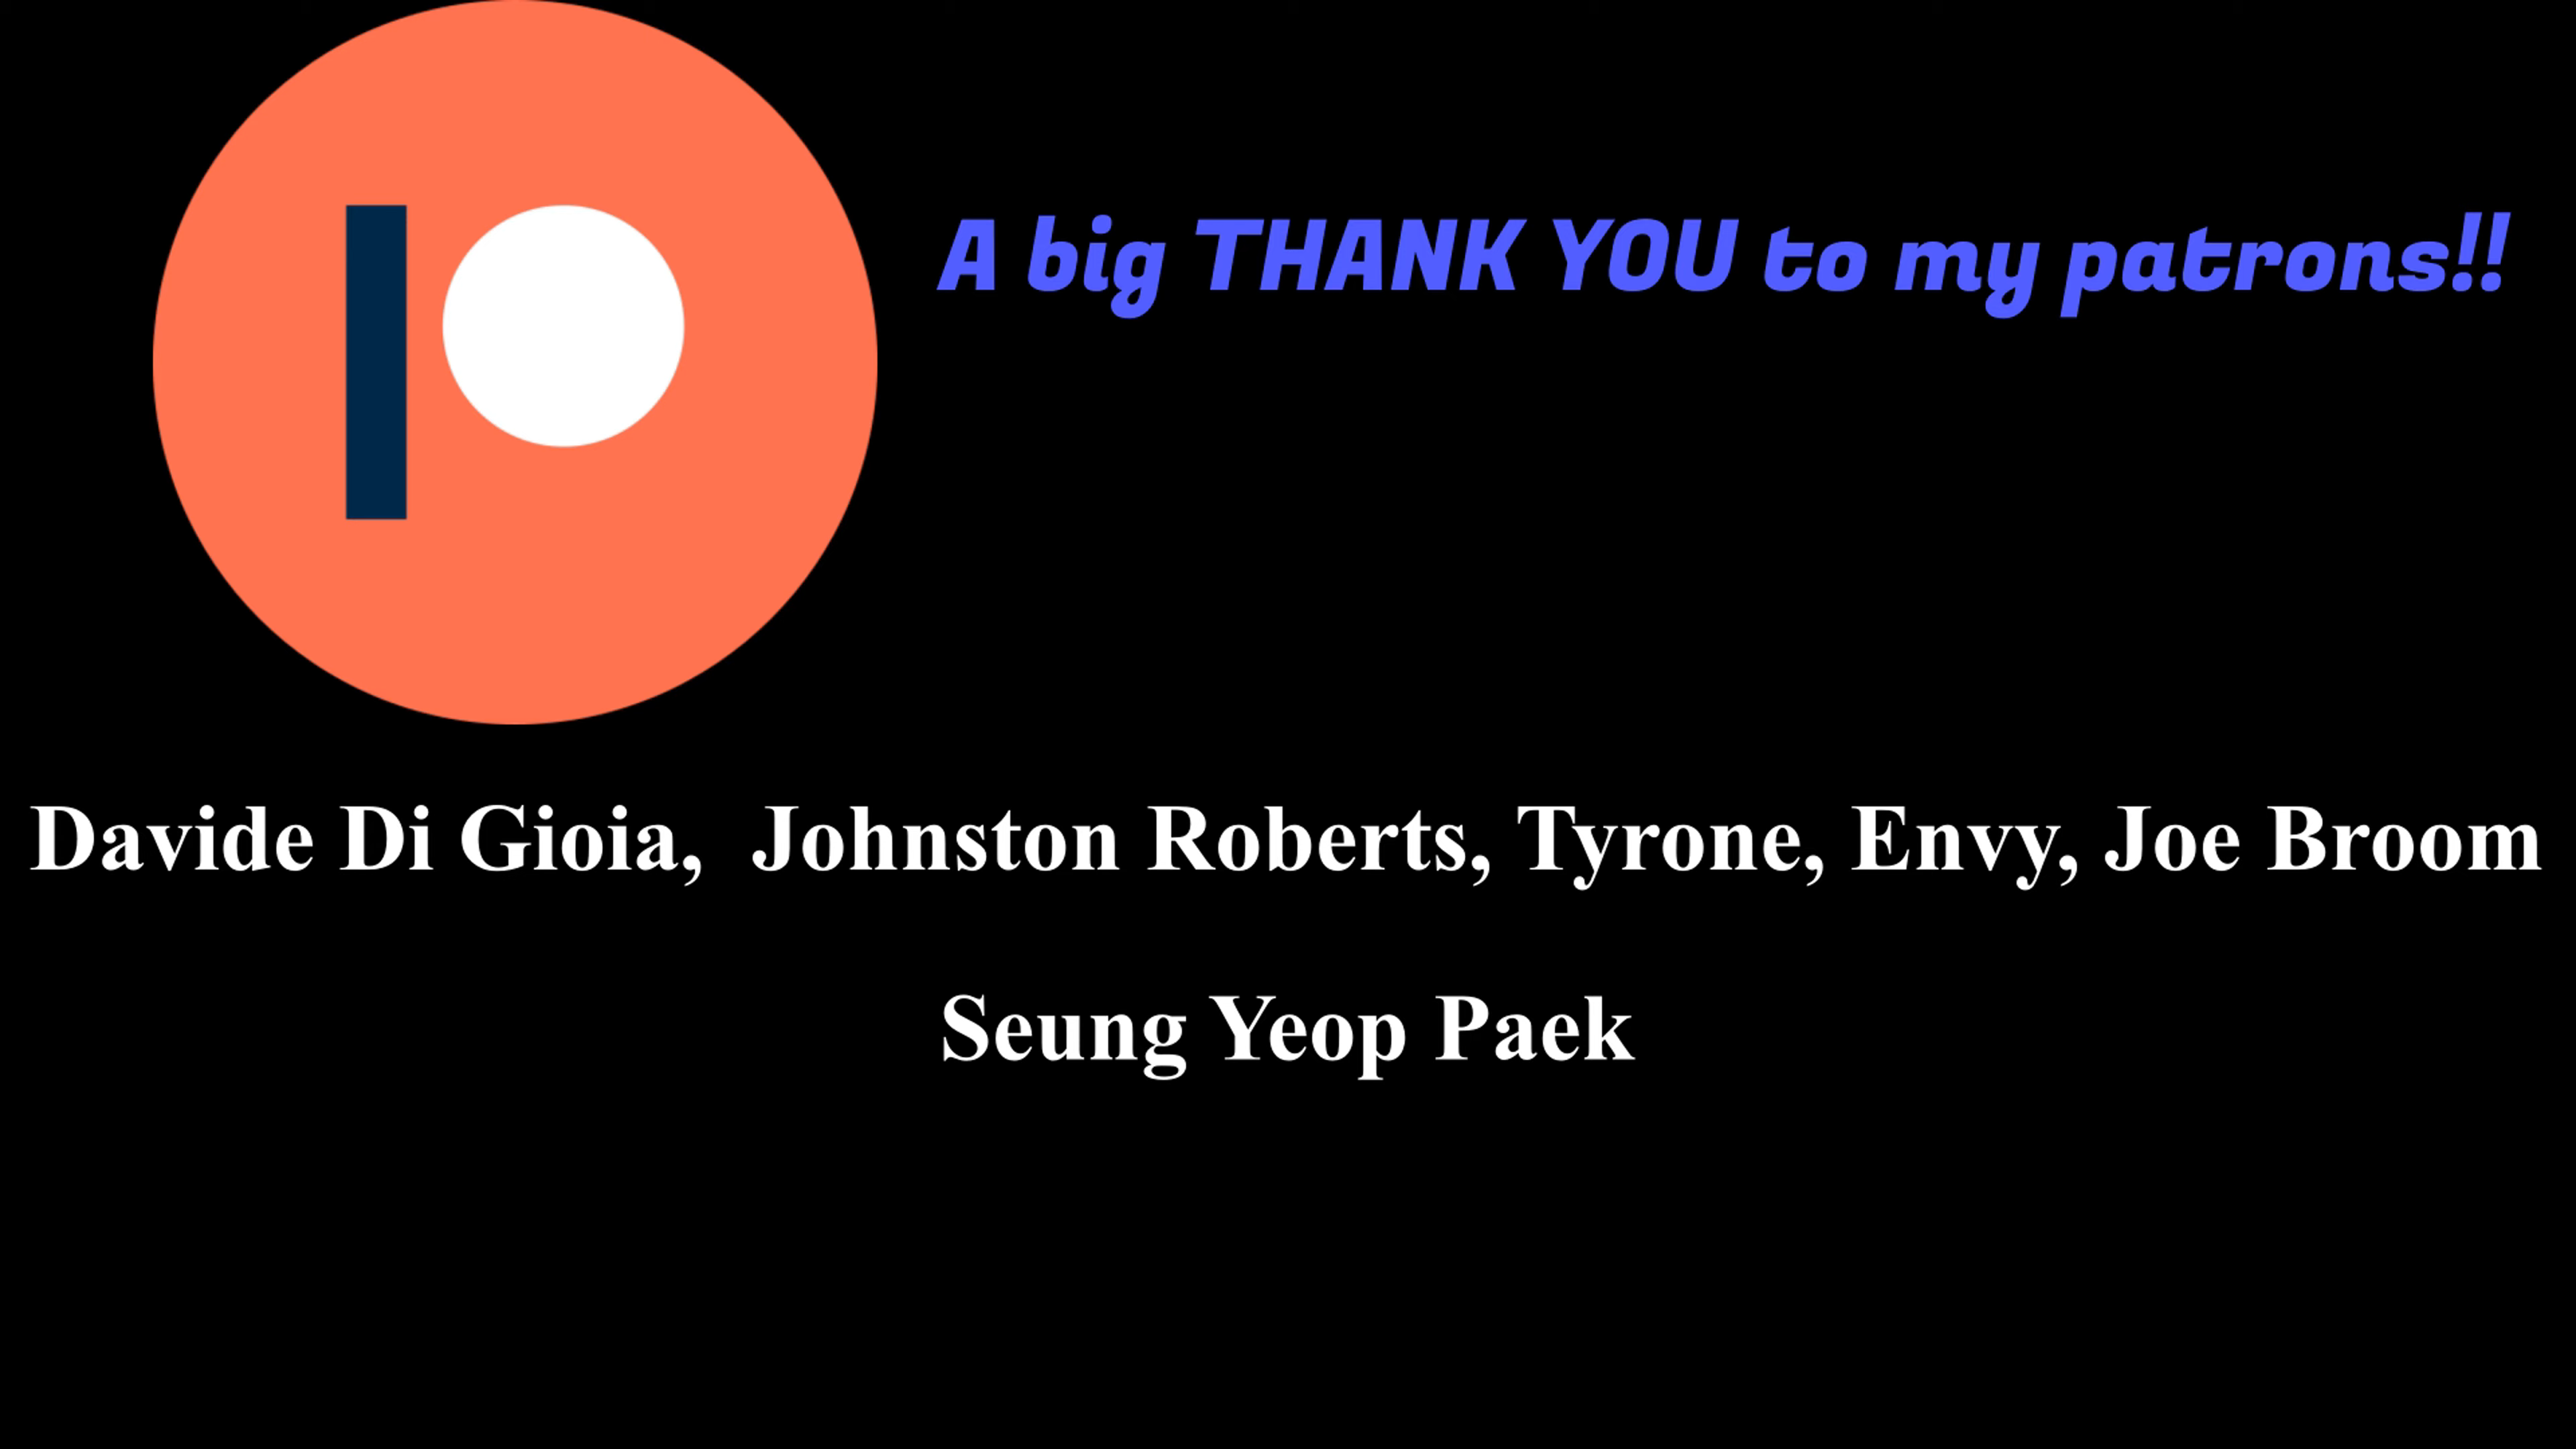 A big THANK YOU to my patrons!!
Davide Di Gioia,  Johnston Roberts, Tyrone, Envy, Joe Broom
Seung Yeop Paek